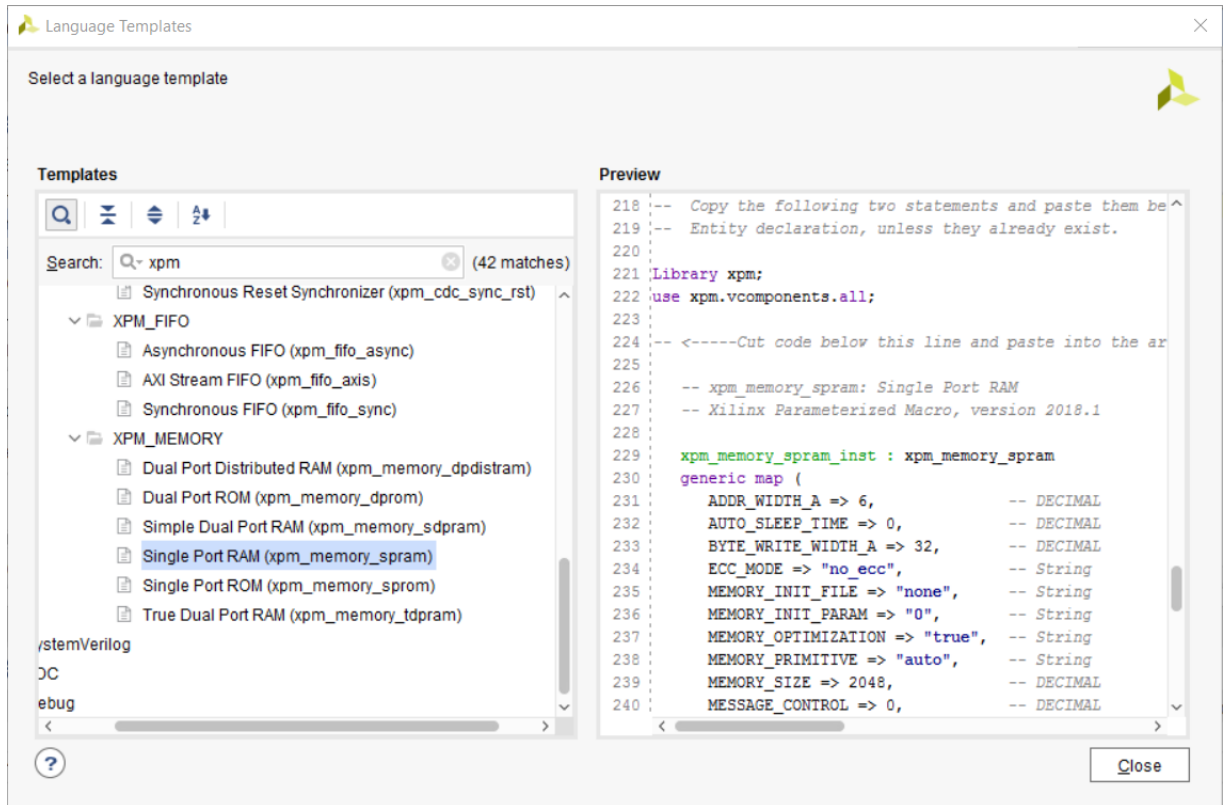 Language Templates
Select a language template
Templates
Search: xpm (42 matches)
Synchronous Reset Synchronizer (xpm_cdc_sync_rst)
XPM_FIFO
Asynchronous FIFO (xpm_fifo_async)
AXI Stream FIFO (xpm_fifo_axis)
Synchronous FIFO (xpm_fifo_sync)
XPM_MEMORY
Dual Port Distributed RAM (xpm_memory_dpdistram)
Dual Port ROM (xpm_memory_dprom)
Simple Dual Port RAM (xpm_memory_sdpram)
Single Port RAM (xpm_memory_spram)
Single Port ROM (xpm_memory_sprom)
True Dual Port RAM (xpm_memory_tdpram)
ystemVerilog
DC
ebug
Preview
218 -- Copy the following two statements and paste them be
219 -- Entity declaration, unless they already exist.
220
221 Library xpm;
222 use xpm.vcomponents.all;
223
224 -- <-----Cut code below this line and paste into the ar
225
226 -- xpm_memory_spram: Single Port RAM
227 -- Xilinx Parameterized Macro, version 2018.1
228
229 xpm_memory_spram_inst : xpm_memory_spram
230 generic map (
231 ADDR_WIDTH_A => 6, -- DECIMAL
232 AUTO_SLEEP_TIME => 0, -- DECIMAL
233 BYTE_WRITE_WIDTH_A => 32, -- DECIMAL
234 ECC_MODE => "no_ecc", -- String
235 MEMORY_INIT_FILE => "none", -- String
236 MEMORY_INIT_PARAM => "0", -- String
237 MEMORY_OPTIMIZATION => "true", -- String
238 MEMORY_PRIMITIVE => "auto", -- String
239 MEMORY_SIZE => 2048, -- DECIMAL
240 MESSAGE_CONTROL => 0, -- DECIMAL
?
Close